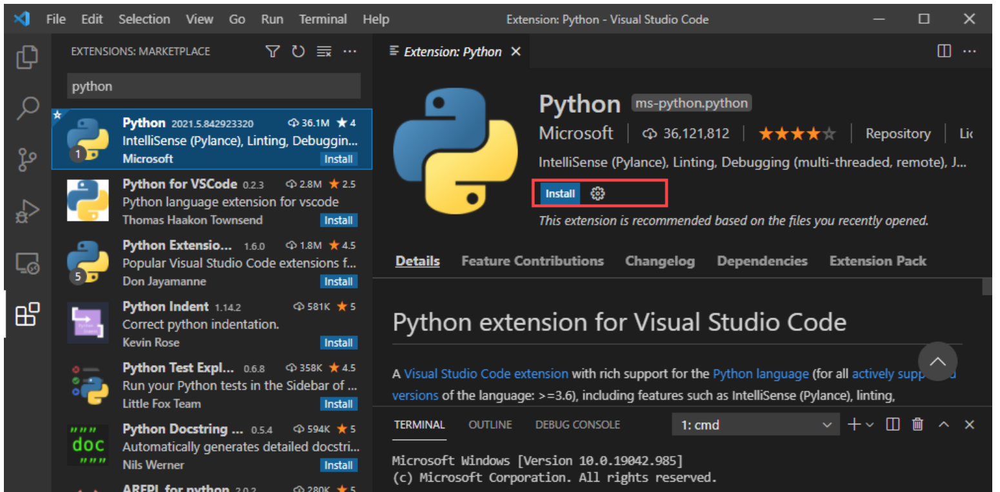 File Edit Selection View Go Run Terminal Help
Extension: Python - Visual Studio Code
EXTENSIONS: MARKETPLACE
python
Python 2021.5.842923320 36.1M ★ 4
IntelliSense (Pylance), Linting, Debuggin...
Microsoft Install
1
Python for VSCode 0.2.3 2.8M ★ 2.5
Python language extension for vscode
Thomas Haakon Townsend Install
Python Extensio... 1.6.0 1.8M ★ 4.5
Popular Visual Studio Code extensions f...
Don Jayamanne Install
5
Python Indent 1.14.2 581K ★ 5
Correct python indentation.
Kevin Rose Install
Python Test Expl... 0.6.8 358K ★ 4.5
Run your Python tests in the Sidebar of ...
Little Fox Team Install
Python Docstring ... 0.5.4 594K ★ 5
Automatically generates detailed docstri...
Nils Werner Install
"""
doc
"""
AREPL for python 2.0.2 280K ★ 5
Extension: Python
Python ms-python.python
Microsoft 36,121,812 ★★★★☆ Repository Lic
IntelliSense (Pylance), Linting, Debugging (multi-threaded, remote), J...
Install
This extension is recommended based on the files you recently opened.
Details Feature Contributions Changelog Dependencies Extension Pack
Python extension for Visual Studio Code
A Visual Studio Code extension with rich support for the Python language (for all actively supp
versions of the language: >=3.6), including features such as IntelliSense (Pylance), linting,
TERMINAL OUTLINE DEBUG CONSOLE 1: cmd
Microsoft Windows [Version 10.0.19042.985]
(c) Microsoft Corporation. All rights reserved.